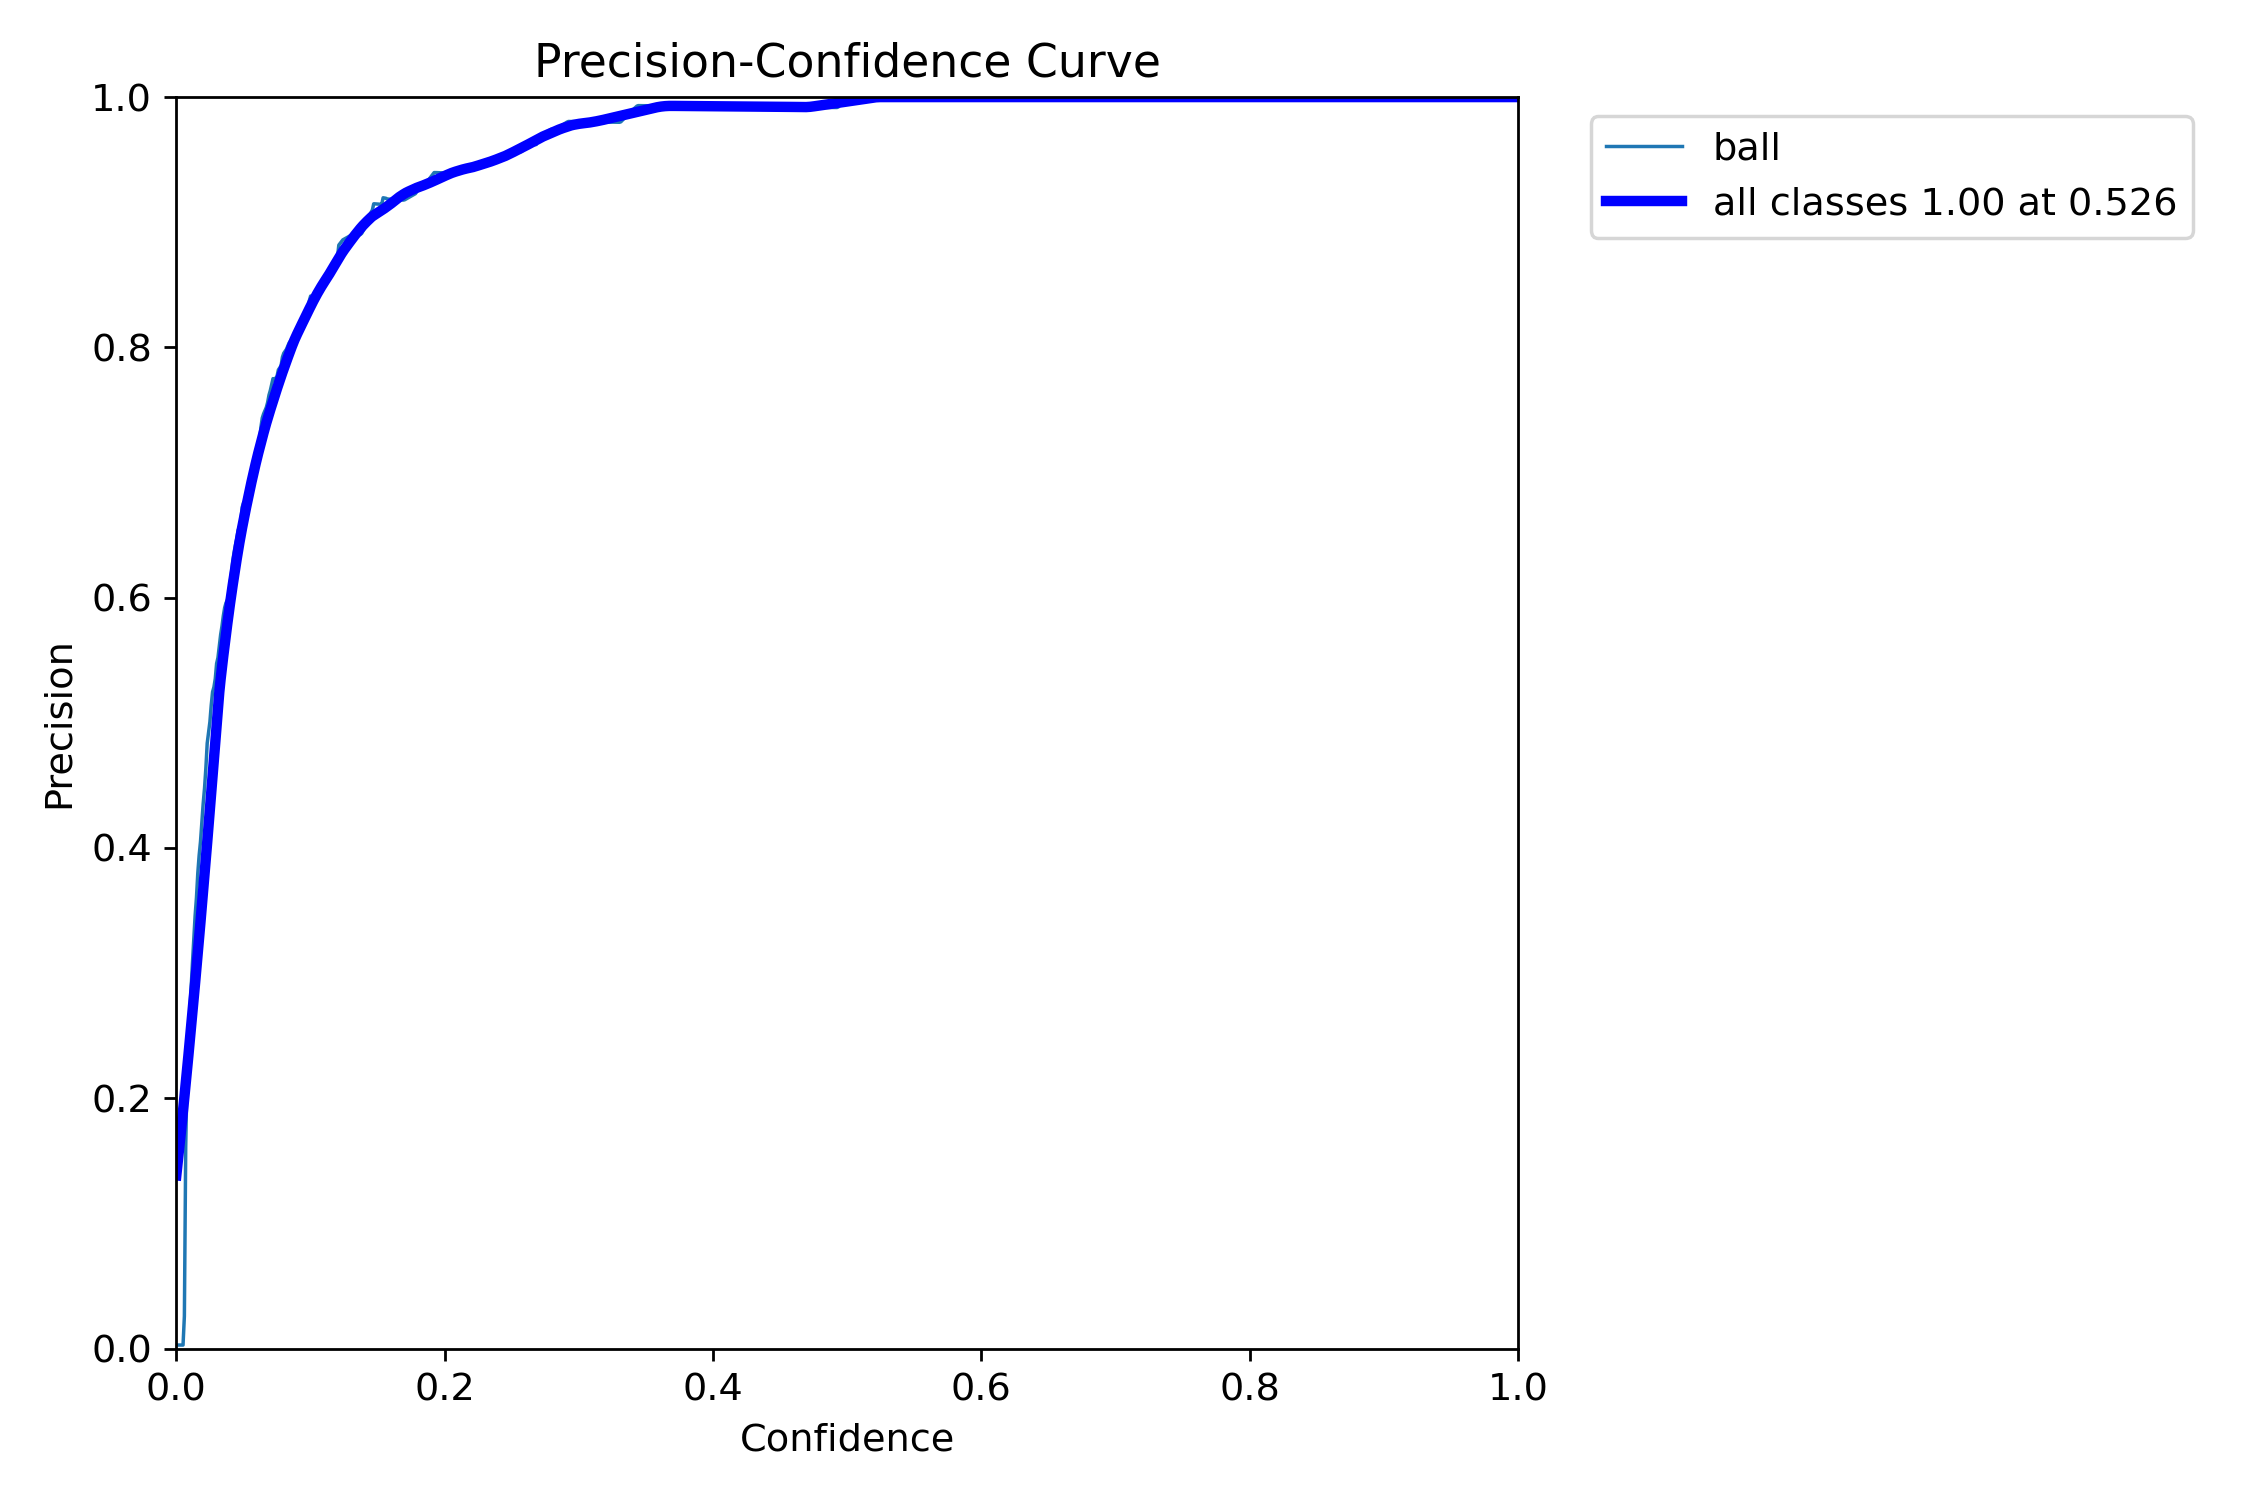 Precision-Confidence Curve
1.0
0.8
0.6
0.4
0.2
0.0
Precision
0.0 0.2 0.4 0.6 0.8 1.0
Confidence
ball
all classes 1.00 at 0.526